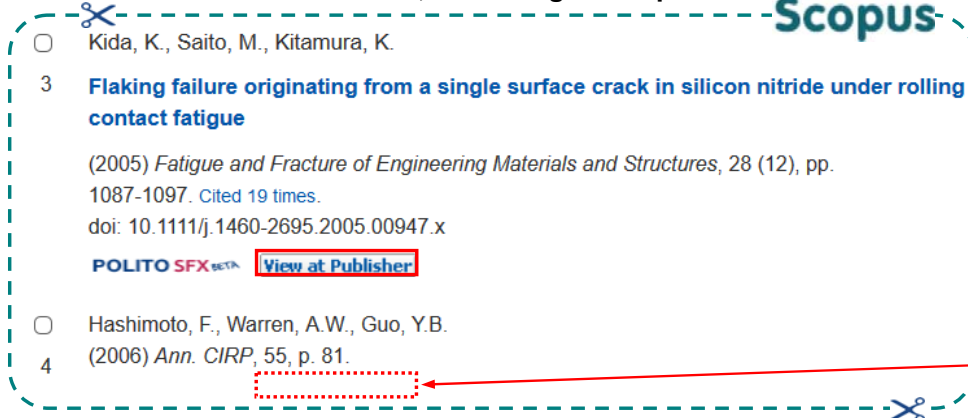 Scopus
Kida, K., Saito, M., Kitamura, K.
3
Flaking failure originating from a single surface crack in silicon nitride under rolling
contact fatigue
(2005) Fatigue and Fracture of Engineering Materials and Structures, 28 (12), pp.
1087-1097. Cited 19 times.
doi: 10.1111/j.1460-2695.2005.00947.x
POLITO SFX BETA View at Publisher
Hashimoto, F., Warren, A.W., Guo, Y.B.
4
(2006) Ann. CIRP, 55, p. 81.